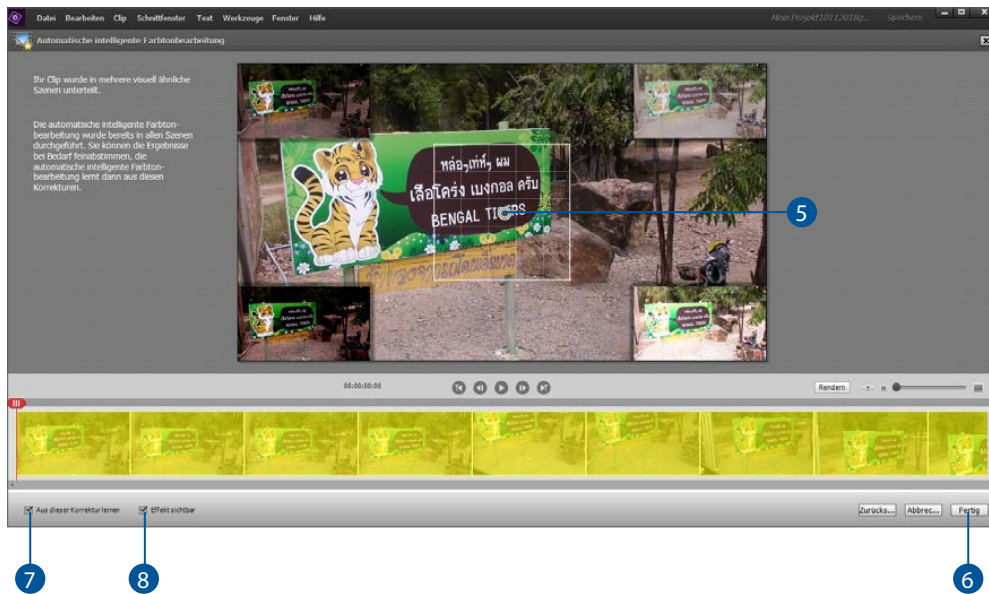 Datei Bearbeiten Clip Schnittfenster Text Werkzeuge Fenster Hilfe
Speichern
Automatische intelligente Farbtonbearbeitung
Ihr Clip wurde in mehrere visuell ähnliche
Szenen unterteilt.
Die automatische intelligente Farbton-
bearbeitung wurde bereits in allen Szenen
durchgeführt. Sie können die Ergebnisse
bei Bedarf feinabstimmen, die
automatische intelligente Farbton-
bearbeitung lernt dann aus diesen
Korrekturen.
หล่อๆเท่ห์ๆ ผม
เสือโคร่ง เบงกอล ครับ
BENGAL TIGERS
5
00:00:00:00
Rendern
Aus dieser Korrektur lernen
Effekt sichtbar
Zurücks...
Abbrec...
Fertig
7
8
6